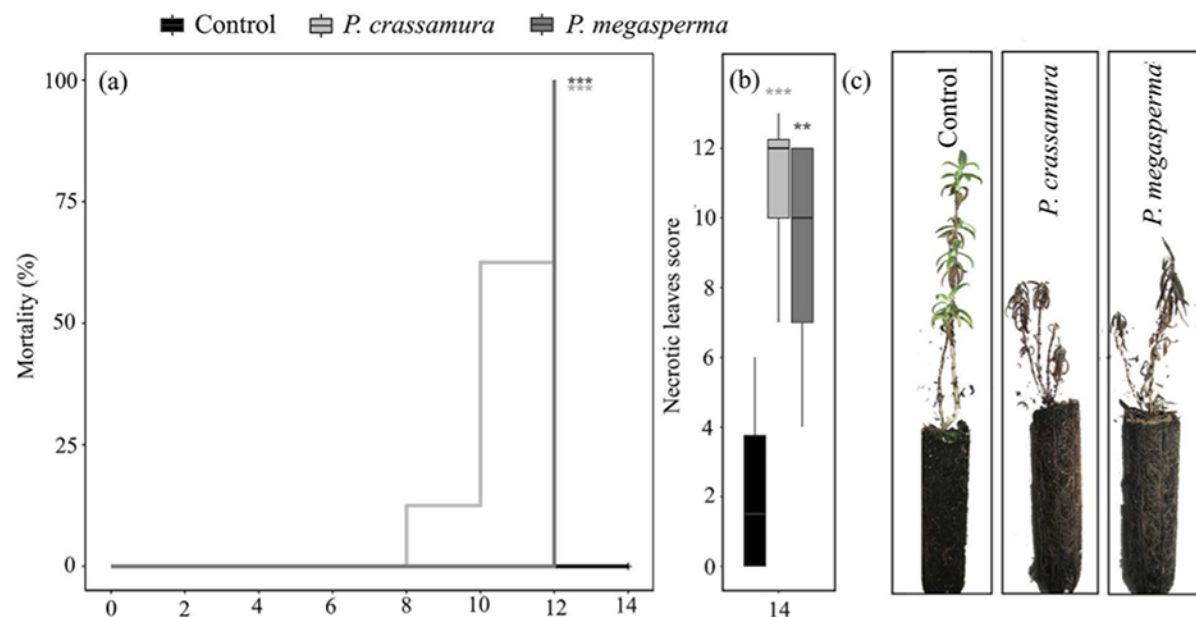 Control P. crassamura P. megasperma
(a)
Mortality (%)
100
75
50
25
0
0 2 4 6 8 10 12 14
***
***
(b)
Necrotic leaves score
12
10
8
6
4
2
0
14
***
**
(c)
Control
P. crassamura
P. megasperma